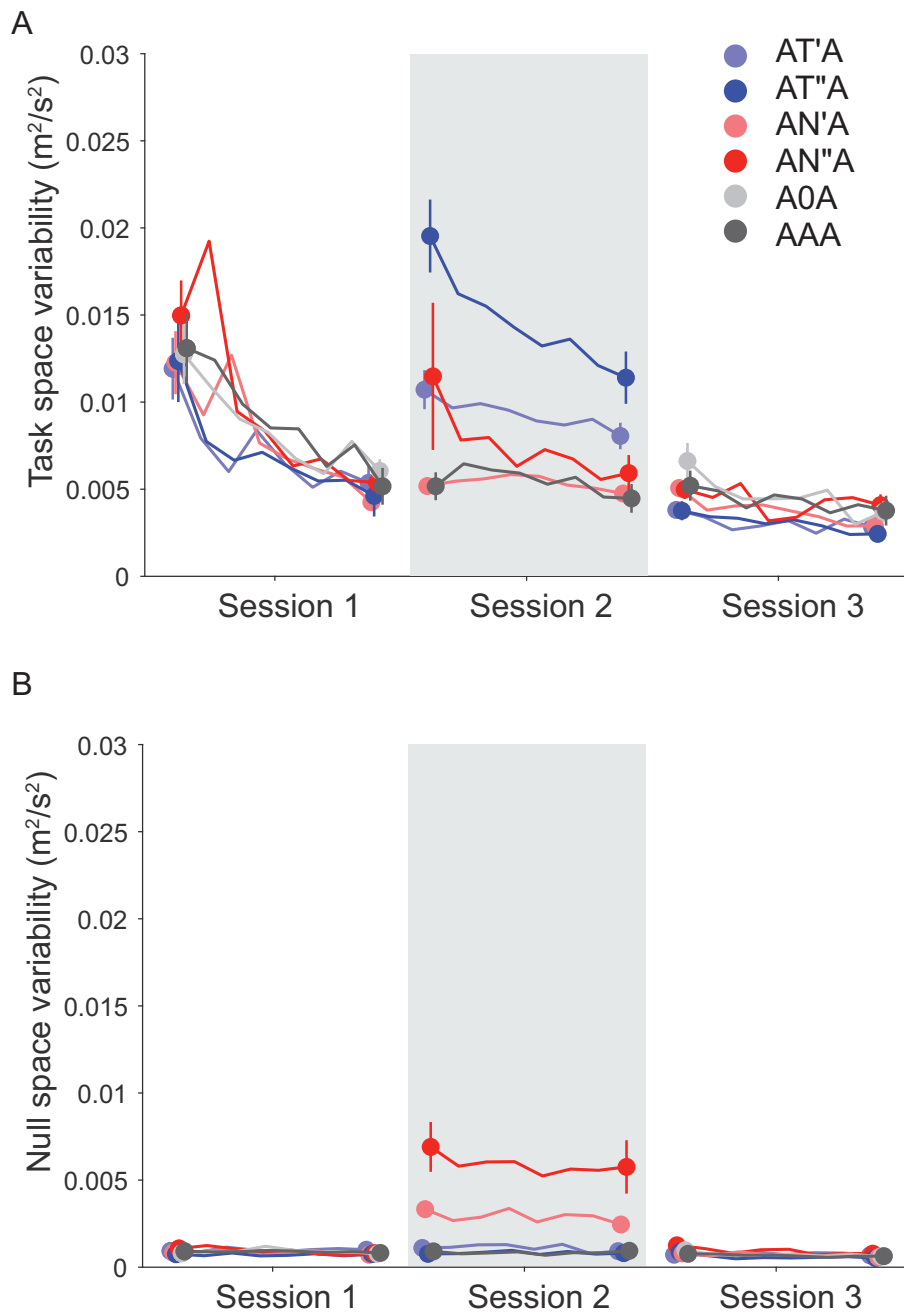 A
0.03
0.025
0.02
0.015
0.01
0.005
0
Task space variability (m²/s²)
AT'A
AT"A
AN'A
AN"A
A0A
AAA
Session 1
Session 2
Session 3
B
0.03
0.025
0.02
0.015
0.01
0.005
0
Null space variability (m²/s²)
Session 1
Session 2
Session 3